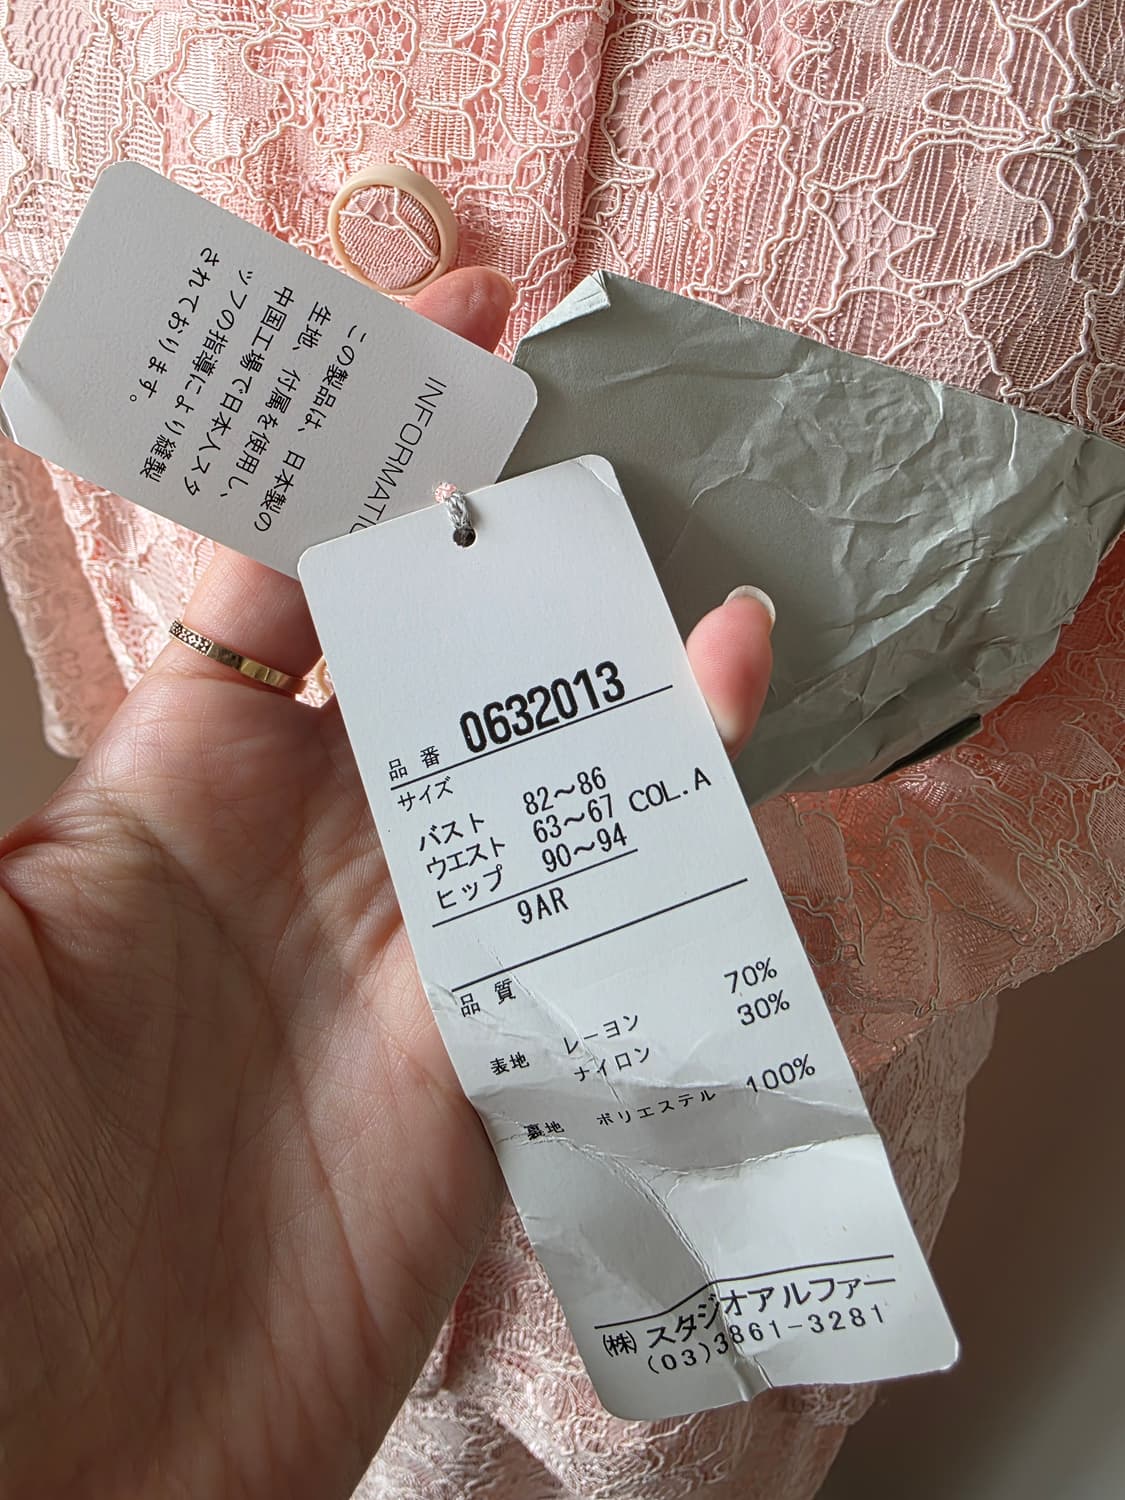 INFORMATIO
この製品は、日本製の
生地、付属を使用し、
中国工場で日本人スタ
ッフの指導により縫製
されております。
品番 0632013
サイズ
バスト 82〜86
ウエスト 63〜67 COL.A
ヒップ 90〜94
9AR
品質
表地 レーヨン 70%
ナイロン 30%
裏地 ポリエステル 100%
㈱ スタジオアルファー
(03)3861-3281